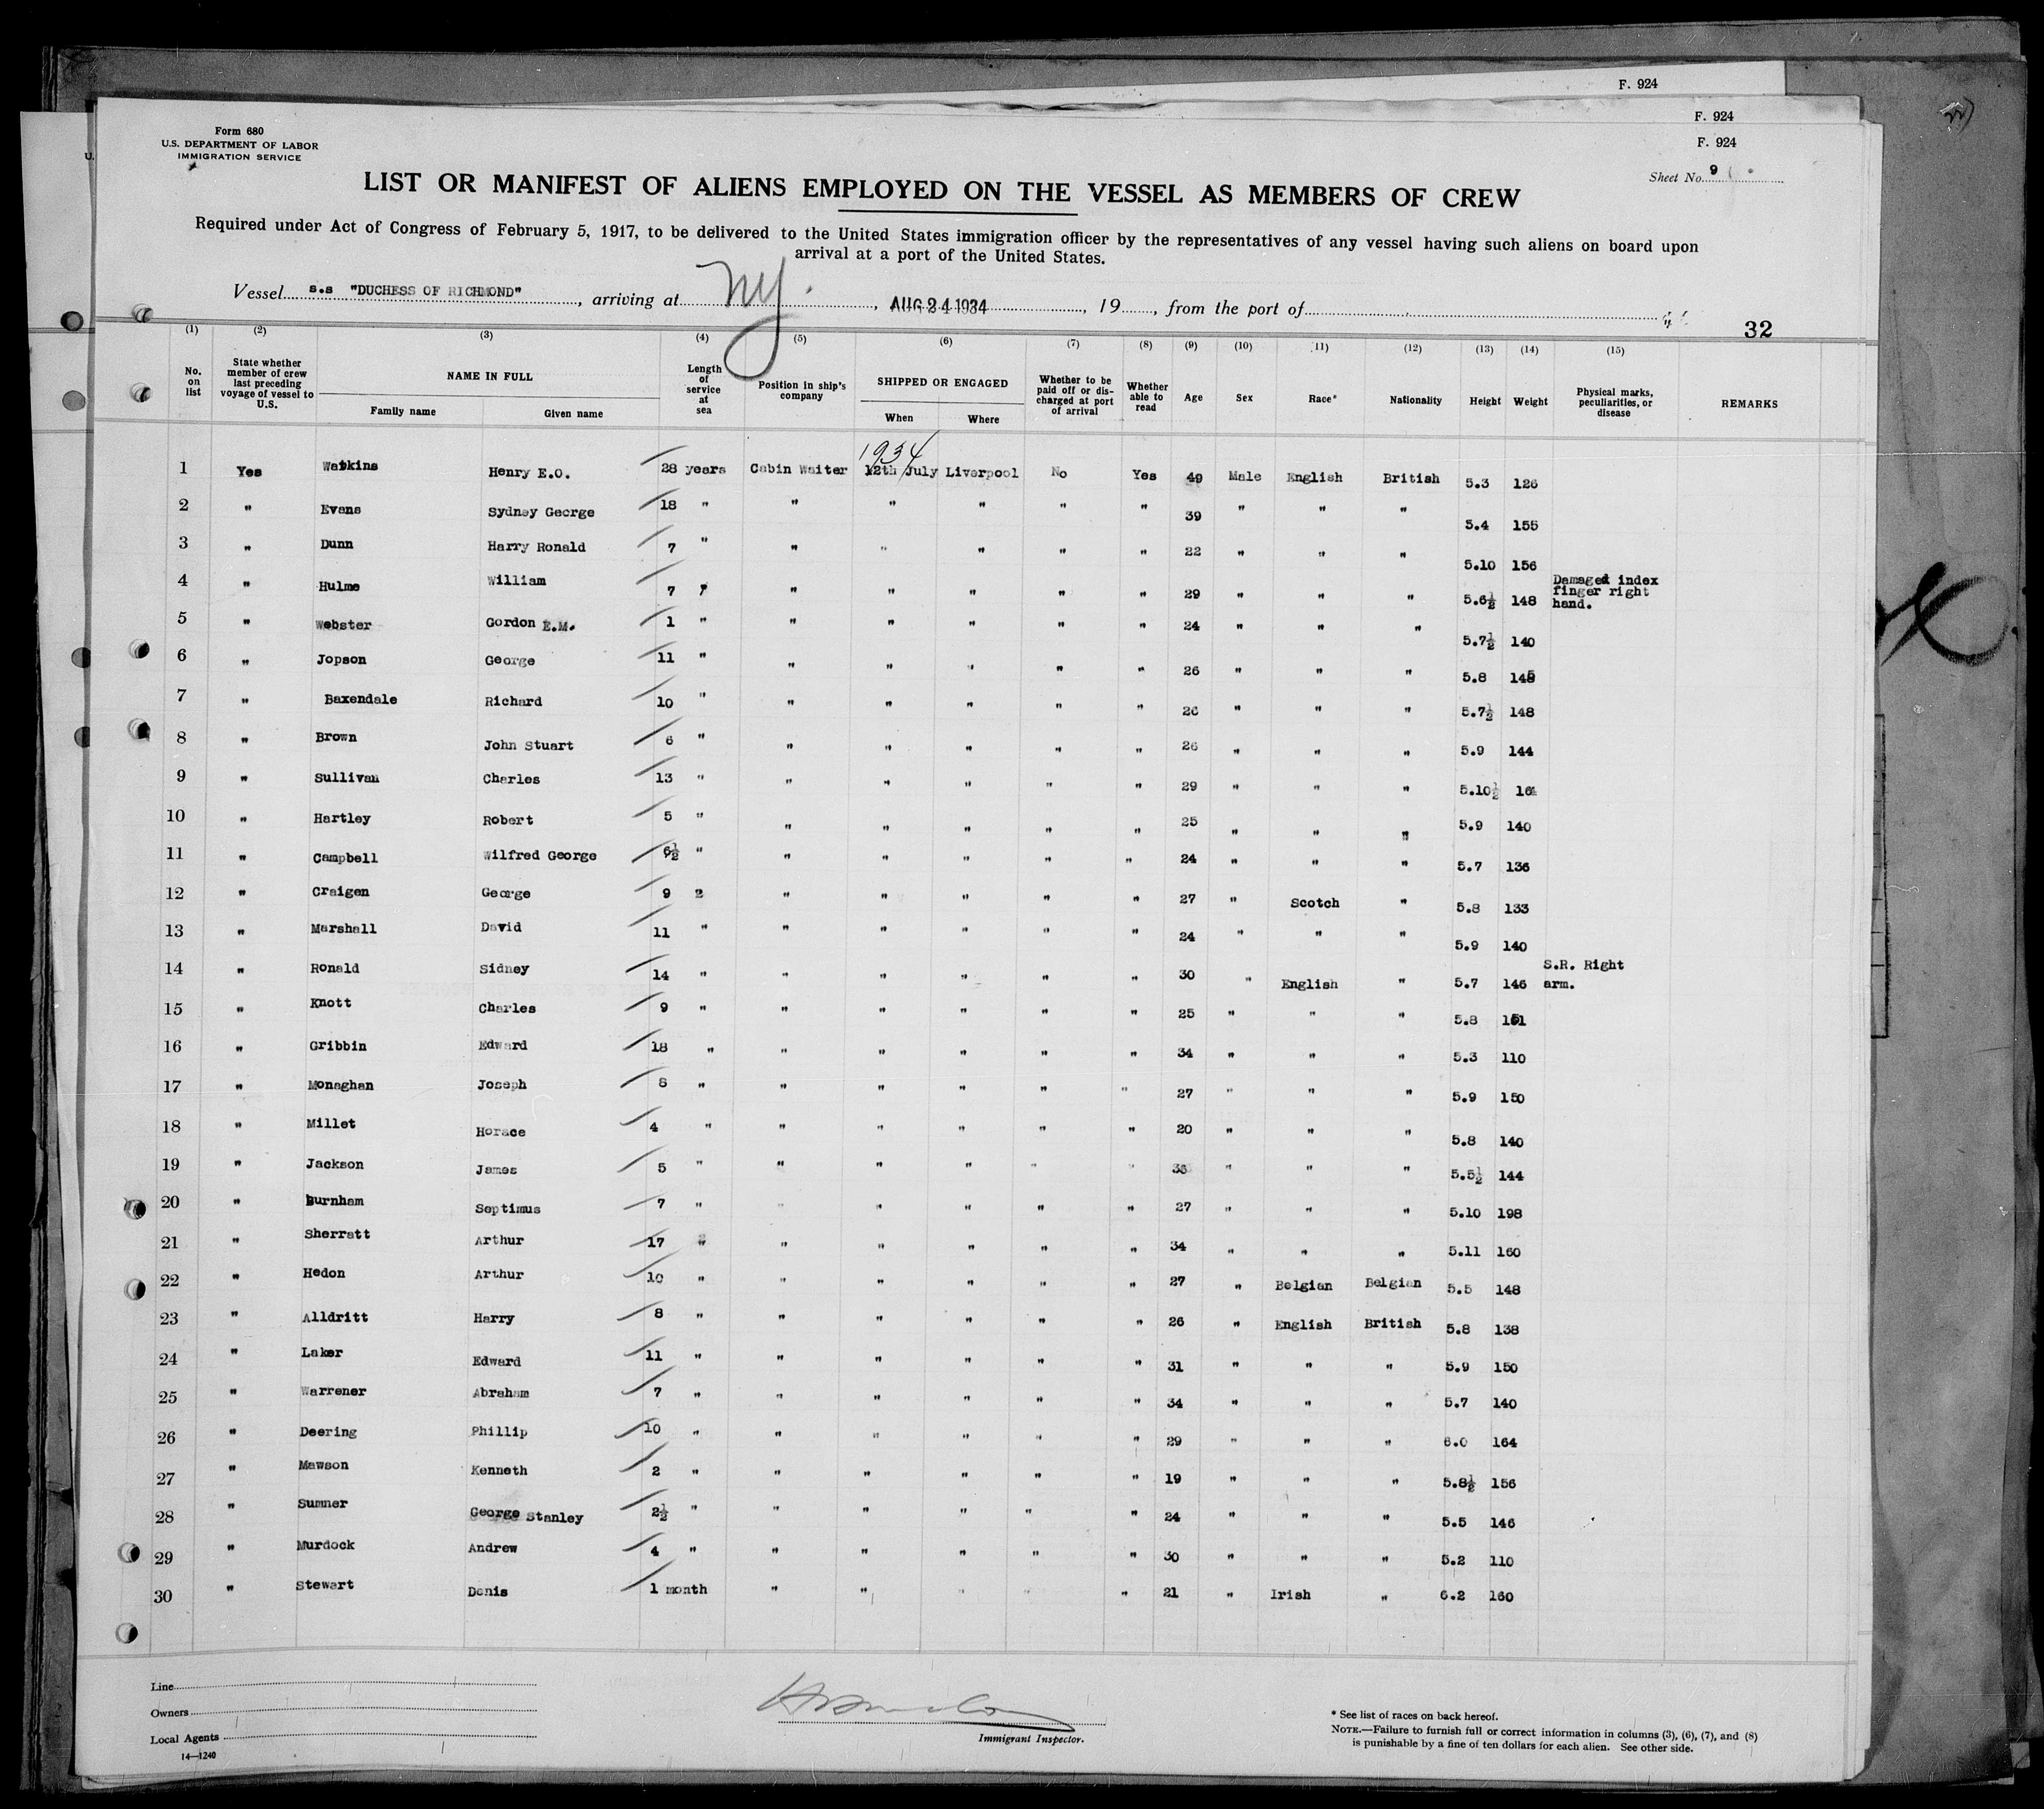 F. 924
F. 924
F. 924
Form 680
U.S. DEPARTMENT OF LABOR
IMMIGRATION SERVICE
Sheet No. 9
LIST OR MANIFEST OF ALIENS EMPLOYED ON THE VESSEL AS MEMBERS OF CREW
Required under Act of Congress of February 5, 1917, to be delivered to the United States immigration officer by the representatives of any vessel having such aliens on board upon
arrival at a port of the United States.
Vessel s.s "DUCHESS OF RICHMOND", arriving at NY., AUG 24 1934, 19, from the port of
32
(1) (2) (3) (4) (5) (6) (7) (8) (9) (10) (11) (12) (13) (14) (15)
No. on list State whether member of crew last preceding voyage of vessel to U.S. NAME IN FULL Family name Given name Length of service at sea Position in ship's company SHIPPED OR ENGAGED When Where Whether to be paid off or discharged at port of arrival Whether able to read Age Sex Race* Nationality Height Weight Physical marks, peculiarities, or disease REMARKS
1934
1 Yes Watkins Henry E.O. 28 years Cabin Waiter 12th July Liverpool No Yes 49 Male English British 5.3 126
2 " Evans Sydney George 18 " " " " " " 39 " " " 5.4 155
3 " Dunn Harry Ronald 7 " " " " " " 22 " " " 5.10 156
4 " Hulme William 7 " " " " " " 29 " " " 5.6½ 148 Damaged index finger right hand.
5 " Webster Gordon E.M. 1 " " " " " " 24 " " " 5.7½ 140
6 " Jopson George 11 " " " " " " 26 " " " 5.8
7 " Baxendale Richard 10 " " " " " " 26 " " " 5.7½ 148
8 " Brown John Stuart 6 " " " " " " 26 " " " 5.9 144
9 " Sullivan Charles 13 " " " " " " 29 " " " 5.10½
10 " Hartley Robert 5 " " " " " " 25 " " " 5.9 140
11 " Campbell Wilfred George 6½ " " " " " " 24 " " " 5.7 136
12 " Craigen George 9 2 " " " " " 27 " Scotch " 5.8 133
13 " Marshall David 11 " " " " " " 24 " " " 5.9 140
14 " Ronald Sidney 14 " " " " " " 30 " English " 5.7 146 S.R. Right arm.
15 " Knott Charles 9 " " " " " " 25 " " " 5.8 151
16 " Gribbin Edward 18 " " " " " " 34 " " " 5.3 110
17 " Monaghan Joseph 8 " " " " " " 27 " " " 5.9 150
18 " Millet Horace 4 " " " " " " 20 " " " 5.8 140
19 " Jackson James 5 " " " " " " " " " 5.5½ 144
20 " Burnham Septimus 7 " " " " " " 27 " " " 5.10 198
21 " Sherratt Arthur 17 " " " " " " 34 " " " 5.11 160
22 " Hedon Arthur 10 " " " " " " 27 " Belgian Belgian 5.5 148
23 " Alldritt Harry 8 " " " " " " 26 " English British 5.8 138
24 " Laker Edward 11 " " " " " " 31 " " " 5.9 150
25 " Warrener Abraham 7 " " " " " " 34 " " " 5.7 140
26 " Deering Phillip 10 " " " " " " 29 " " " 6.0 164
27 " Mawson Kenneth 2 " " " " " " 19 " " " 5.8½ 156
28 " Sumner George Stanley 2½ " " " " " " 24 " " " 5.5 146
29 " Murdock Andrew 4 " " " " " " 30 " " " 5.2 110
30 " Stewart Denis 1 month " " " " " 21 " Irish " 6.2 160
Line
Owners
Local Agents
14—1240
Immigrant Inspector.
* See list of races on back hereof.
NOTE.—Failure to furnish full or correct information in columns (3), (6), (7), and (8)
is punishable by a fine of ten dollars for each alien. See other side.